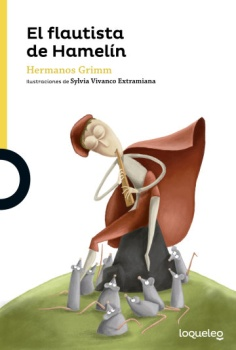 El flautista
de Hamelín
Hermanos Grimm
Ilustraciones de Sylvia Vivanco Extramiana
loqueleo